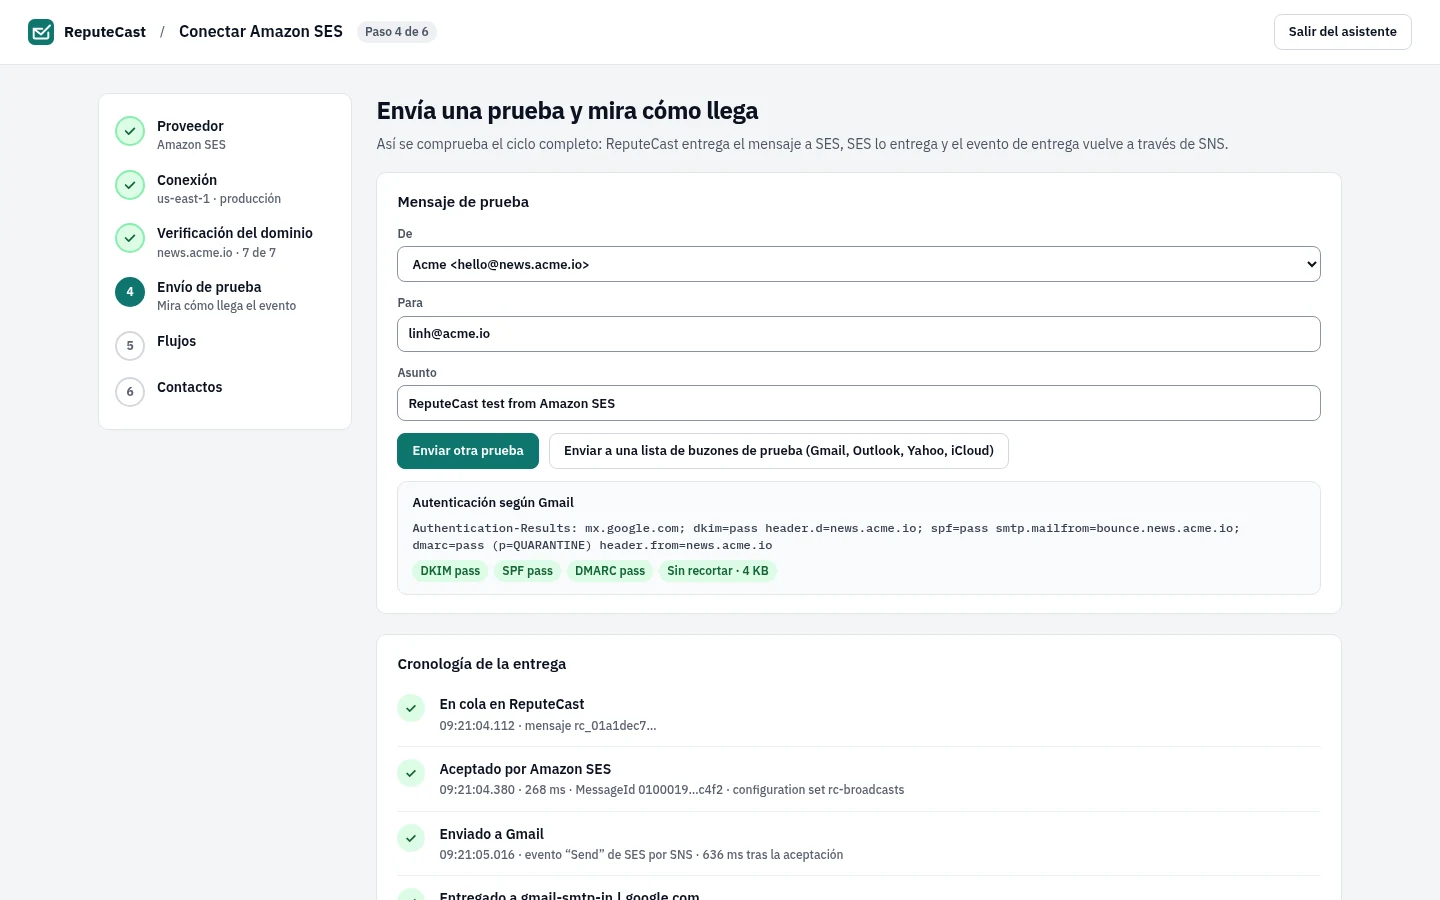 ReputeCast / Conectar Amazon SES Paso 4 de 6
Salir del asistente
Proveedor
Amazon SES
Conexión
us-east-1 · producción
Verificación del dominio
news.acme.io · 7 de 7
4 Envío de prueba
Mira cómo llega el evento
5 Flujos
6 Contactos
Envía una prueba y mira cómo llega
Así se comprueba el ciclo completo: ReputeCast entrega el mensaje a SES, SES lo entrega y el evento de entrega vuelve a través de SNS.
Mensaje de prueba
De
Acme <hello@news.acme.io>
Para
linh@acme.io
Asunto
ReputeCast test from Amazon SES
Enviar otra prueba
Enviar a una lista de buzones de prueba (Gmail, Outlook, Yahoo, iCloud)
Autenticación según Gmail
Authentication-Results: mx.google.com; dkim=pass header.d=news.acme.io; spf=pass smtp.mailfrom=bounce.news.acme.io;
dmarc=pass (p=QUARANTINE) header.from=news.acme.io
DKIM pass SPF pass DMARC pass Sin recortar · 4 KB
Cronología de la entrega
En cola en ReputeCast
09:21:04.112 · mensaje rc_01a1dec7…
Aceptado por Amazon SES
09:21:04.380 · 268 ms · MessageId 0100019…c4f2 · configuration set rc-broadcasts
Enviado a Gmail
09:21:05.016 · evento “Send” de SES por SNS · 636 ms tras la aceptación
Entregado a gmail-smtp-in.l.google.com